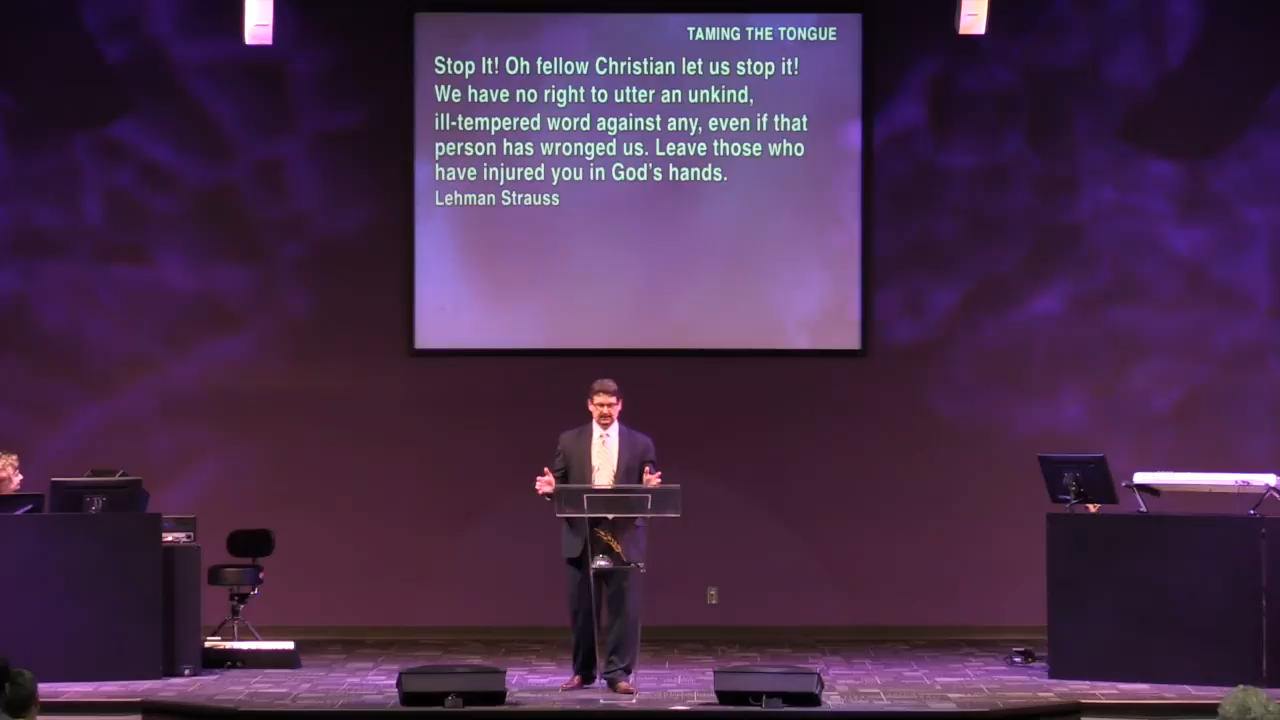 TAMING THE TONGUE
Stop It! Oh fellow Christian let us stop it!
We have no right to utter an unkind,
ill-tempered word against any, even if that
person has wronged us. Leave those who
have injured you in God's hands.
Lehman Strauss